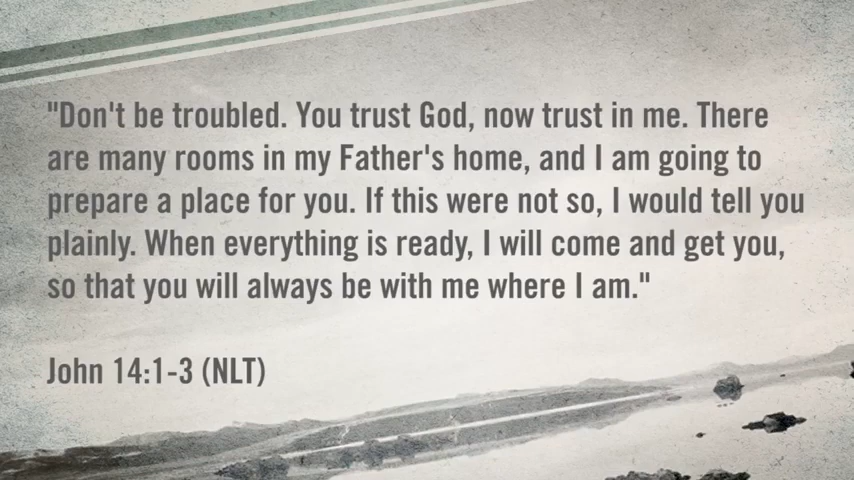 "Don't be troubled. You trust God, now trust in me. There
are many rooms in my Father's home, and I am going to
prepare a place for you. If this were not so, I would tell you
plainly. When everything is ready, I will come and get you,
so that you will always be with me where I am."
John 14:1-3 (NLT)